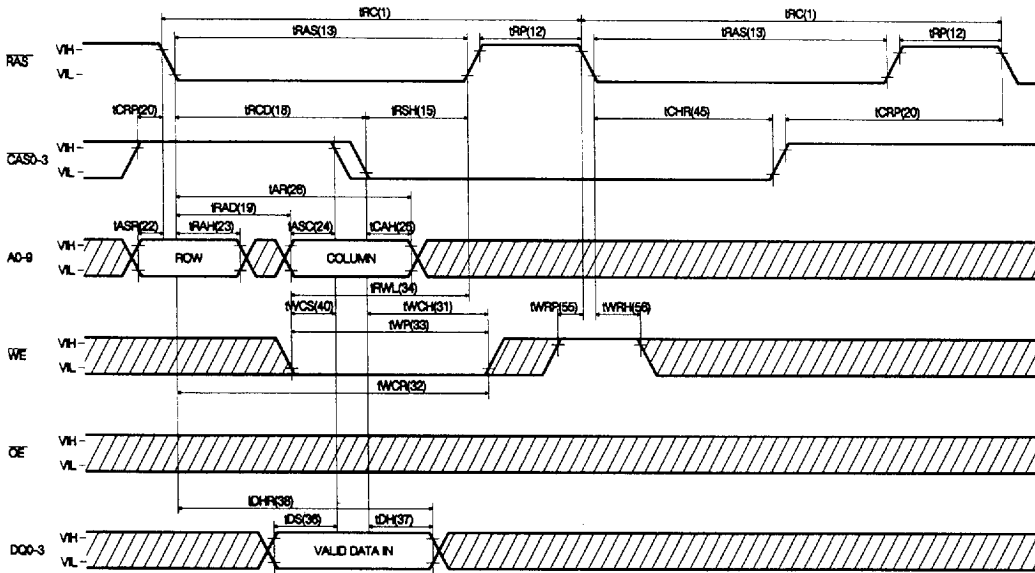 tRC(1) tRC(1)
tRAS(13) tRP(12) tRAS(13) tRP(12)
RAS VIH VIL
tCRP(20) tRCD(18) tRSH(15) tCHR(45) tCRP(20)
CAS0-3 VIH VIL
tAR(26)
tRAD(19)
tASR(22) tRAH(23) tASC(24) tCAH(25)
A0-9 VIH VIL ROW COLUMN
tRWL(34)
tWCS(40) tWCH(31) tWRP(55) tWRH(56)
tWP(33)
WE VIH VIL
tWCR(32)
OE VIH VIL
tDHR(38)
tDS(36) tDH(37)
DQ0-3 VIH VIL VALID DATA IN